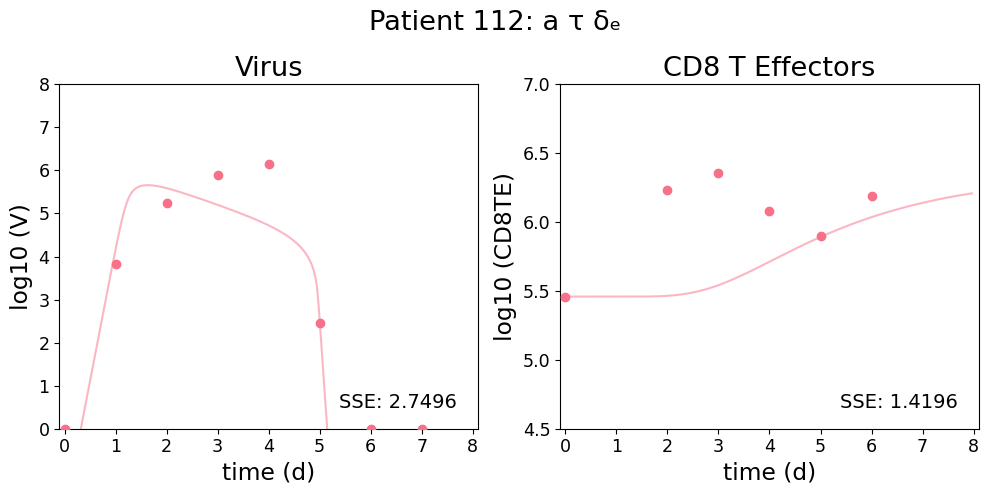 Patient 112: a τ δₑ
Virus
8
7
6
5
4
3
2
1
0
log10 (V)
SSE: 2.7496
0 1 2 3 4 5 6 7 8
time (d)
CD8 T Effectors
7.0
6.5
6.0
5.5
5.0
4.5
log10 (CD8TE)
SSE: 1.4196
0 1 2 3 4 5 6 7 8
time (d)